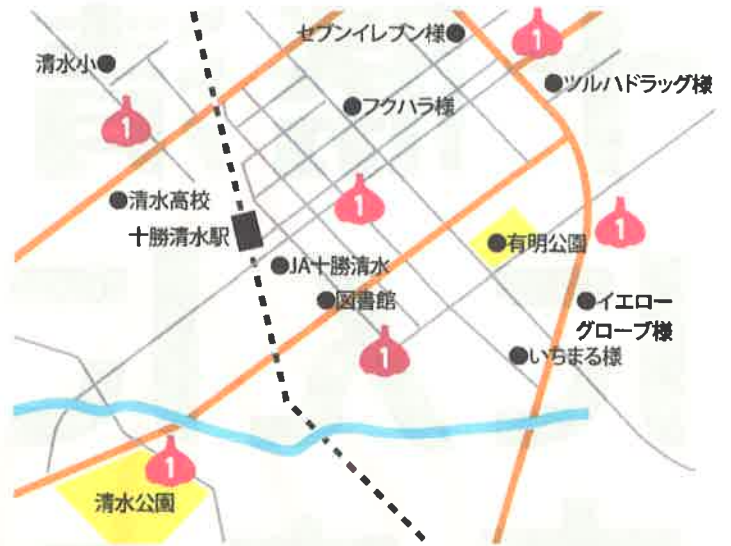 セブンイレブン様
1
清水小
ツルハドラッグ様
フクハラ様
1
清水高校
1
十勝清水駅
1
有明公園
JA十勝清水
図書館
イエロー
グローブ様
1
いちまる様
1
清水公園